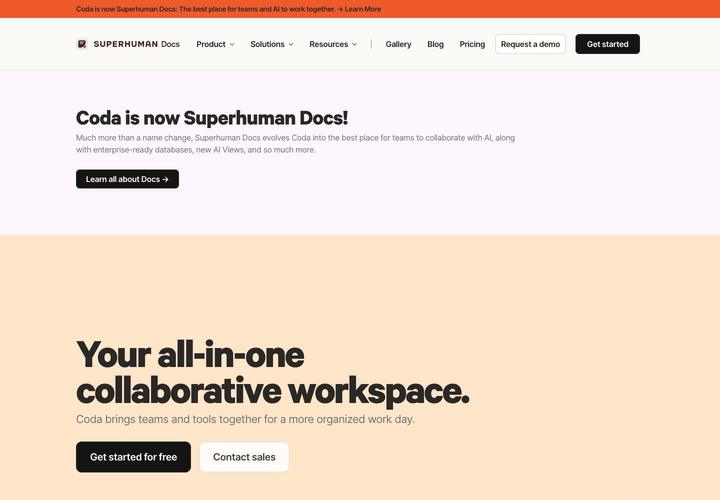 Coda is now Superhuman Docs: The best place for teams and AI to work together. → Learn More
SUPERHUMAN Docs
Product
Solutions
Resources
Gallery
Blog
Pricing
Request a demo
Get started
Coda is now Superhuman Docs!
Much more than a name change, Superhuman Docs evolves Coda into the best place for teams to collaborate with AI, along
with enterprise-ready databases, new AI Views, and so much more.
Learn all about Docs →
Your all-in-one
collaborative workspace.
Coda brings teams and tools together for a more organized work day.
Get started for free
Contact sales